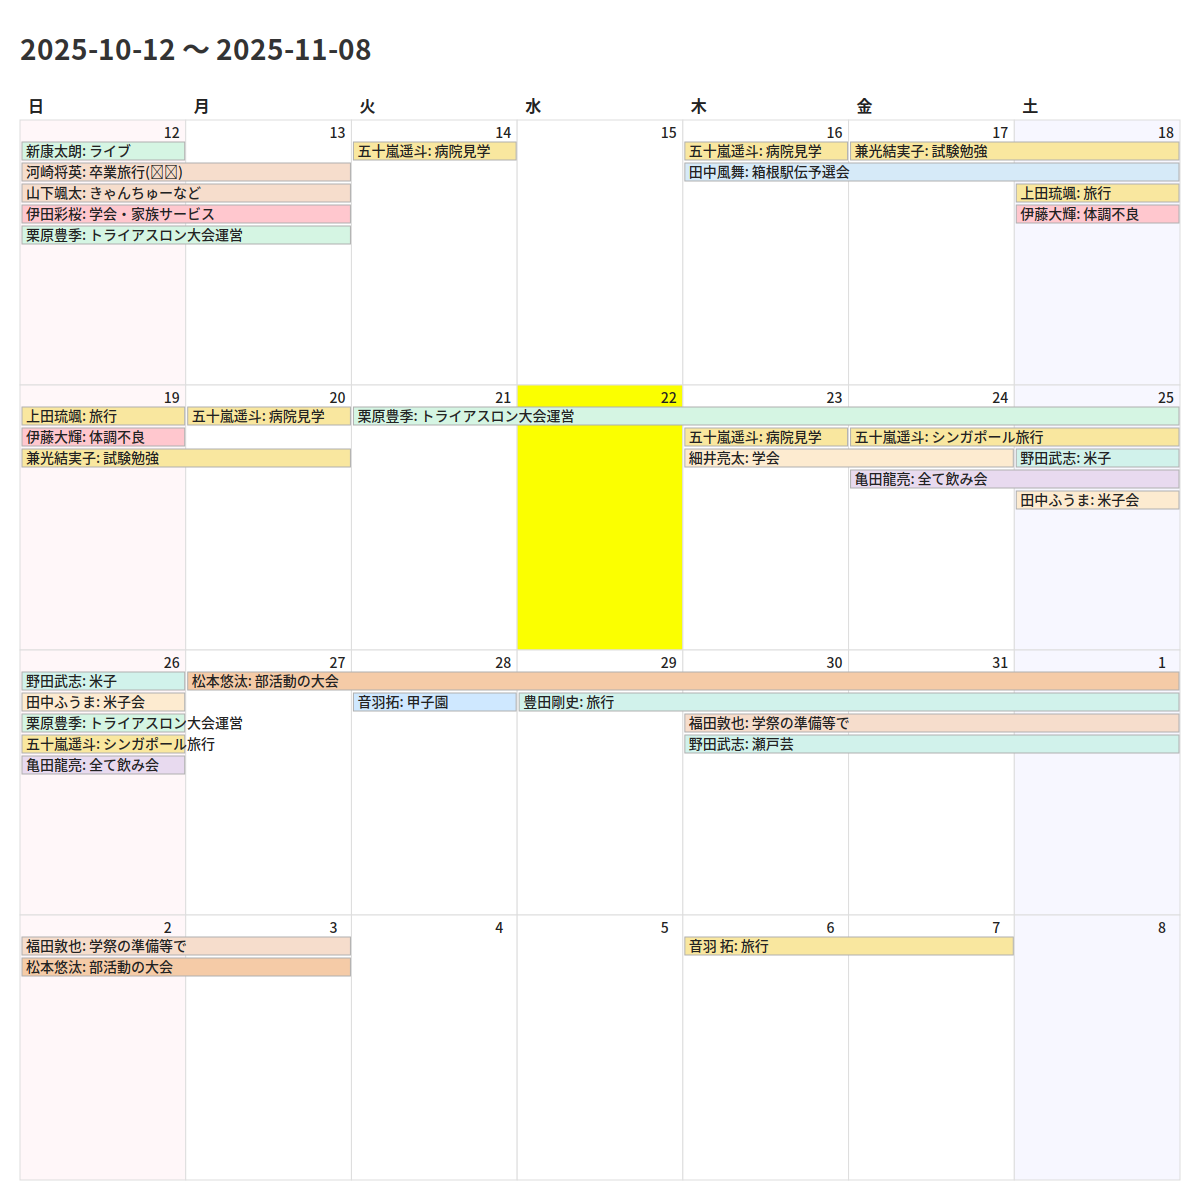 2025-10-12 〜 2025-11-08
日 月 火 水 木 金 土
12 13 14 15 16 17 18
新康太朗: ライブ 五十嵐遥斗: 病院見学 五十嵐遥斗: 病院見学 兼光結実子: 試験勉強
河崎将英: 卒業旅行() 田中風舞: 箱根駅伝予選会
山下颯太: きゃんちゅーなど 上田琉颯: 旅行
伊田彩桜: 学会・家族サービス 伊藤大輝: 体調不良
栗原豊季: トライアスロン大会運営
19 20 21 22 23 24 25
上田琉颯: 旅行 五十嵐遥斗: 病院見学 栗原豊季: トライアスロン大会運営
伊藤大輝: 体調不良 五十嵐遥斗: 病院見学 五十嵐遥斗: シンガポール旅行
兼光結実子: 試験勉強 細井亮太: 学会 野田武志: 米子
亀田龍亮: 全て飲み会
田中ふうま: 米子会
26 27 28 29 30 31 1
野田武志: 米子 松本悠汰: 部活動の大会
田中ふうま: 米子会 音羽拓: 甲子園 豊田剛史: 旅行
栗原豊季: トライアスロン大会運営 福田敦也: 学祭の準備等で
五十嵐遥斗: シンガポール旅行 野田武志: 瀬戸芸
亀田龍亮: 全て飲み会
2 3 4 5 6 7 8
福田敦也: 学祭の準備等で 音羽 拓: 旅行
松本悠汰: 部活動の大会